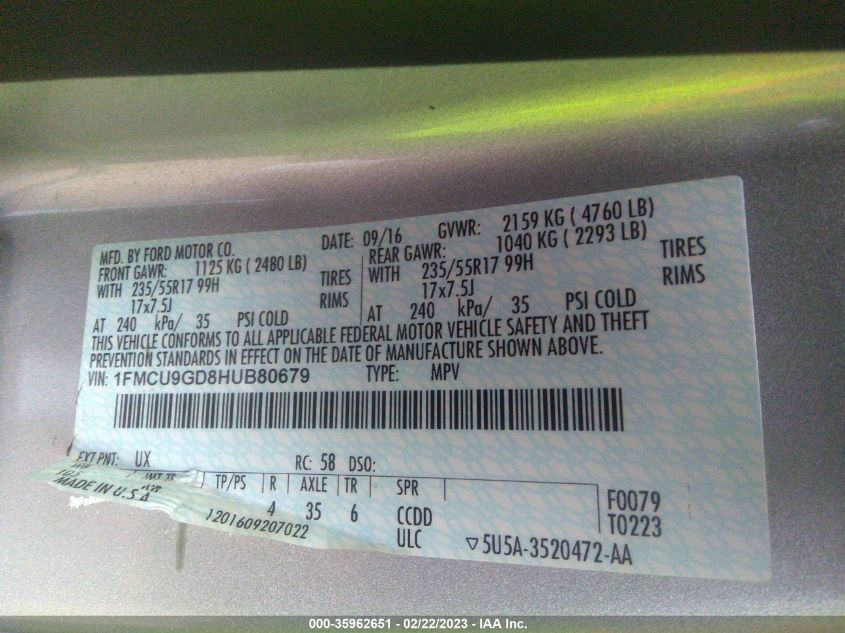 MFD. BY FORD MOTOR CO.
DATE: 09/16 GVWR: 2159 KG ( 4760 LB)
FRONT GAWR: 1125 KG ( 2480 LB)
WITH 235/55R17 99H TIRES
17x7.5J RIMS
AT 240 kPa/ 35 PSI COLD
REAR GAWR: 1040 KG ( 2293 LB)
WITH 235/55R17 99H TIRES
17x7.5J RIMS
AT 240 kPa/ 35 PSI COLD
THIS VEHICLE CONFORMS TO ALL APPLICABLE FEDERAL MOTOR VEHICLE SAFETY AND THEFT
PREVENTION STANDARDS IN EFFECT ON THE DATE OF MANUFACTURE SHOWN ABOVE.
VIN: 1FMCU9GD8HUB80679 TYPE: MPV
EXT PNT: UX RC: 58 DSO:
TP/PS R AXLE TR SPR
4 35 6 CCDD
ULC
F0079
T0223
MADE IN U.S.A
1201609207022
▽5U5A-3520472-AA
000-35962651 - 02/22/2023 - IAA Inc.